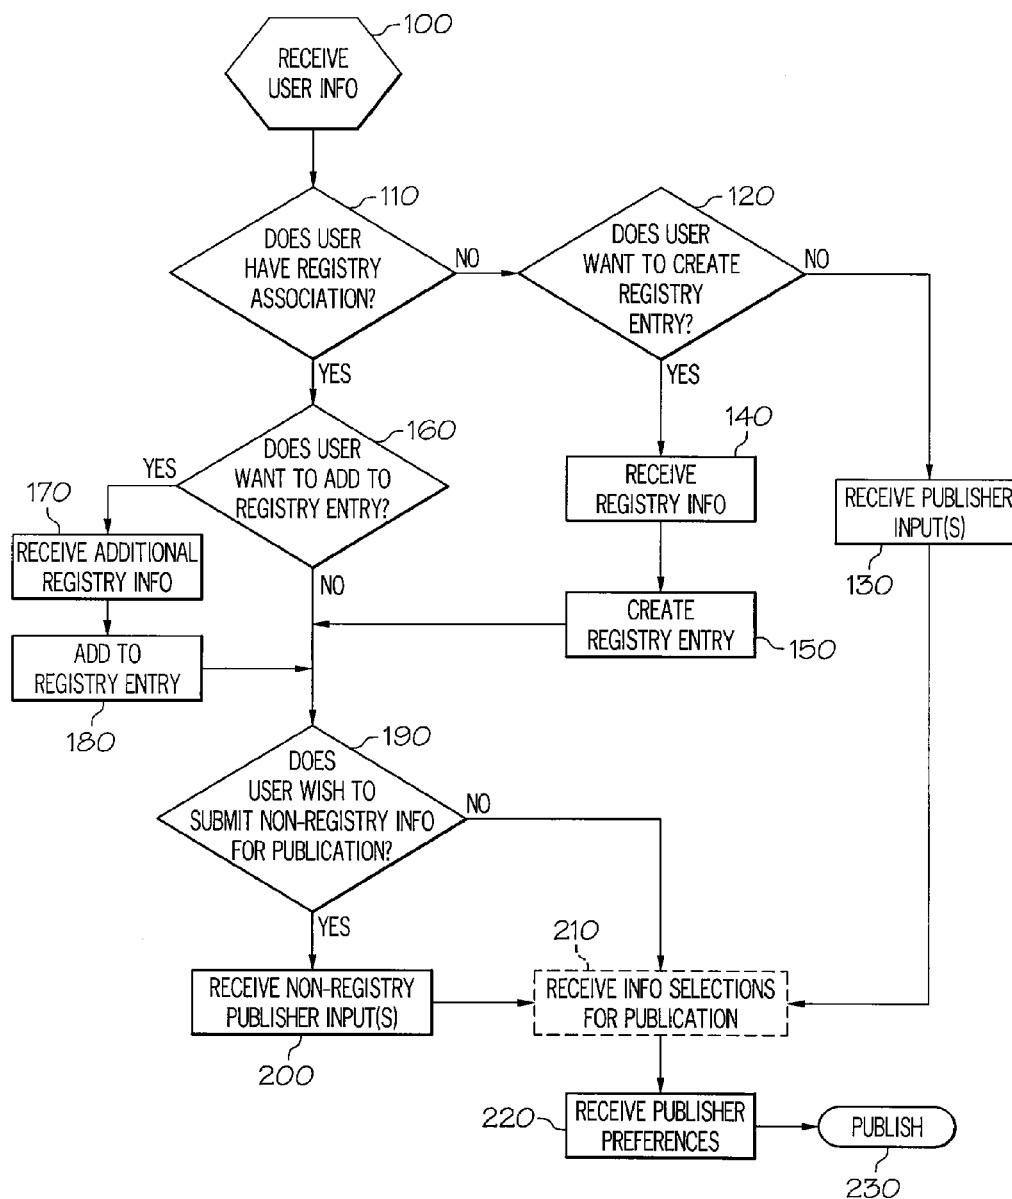 100
RECEIVE
USER INFO
110
DOES USER
HAVE REGISTRY
ASSOCIATION?
NO
YES
120
DOES USER
WANT TO CREATE
REGISTRY
ENTRY?
NO
YES
160
DOES USER
WANT TO ADD TO
REGISTRY ENTRY?
YES
NO
140
RECEIVE
REGISTRY INFO
RECEIVE PUBLISHER
INPUT(S)
130
170
RECEIVE ADDITIONAL
REGISTRY INFO
CREATE
REGISTRY ENTRY
150
ADD TO
REGISTRY ENTRY
180
190
DOES
USER WISH TO
SUBMIT NON-REGISTRY INFO
FOR PUBLICATION?
NO
YES
RECEIVE NON-REGISTRY
PUBLISHER INPUT(S)
200
210
RECEIVE INFO SELECTIONS
FOR PUBLICATION
220
RECEIVE PUBLISHER
PREFERENCES
PUBLISH
230